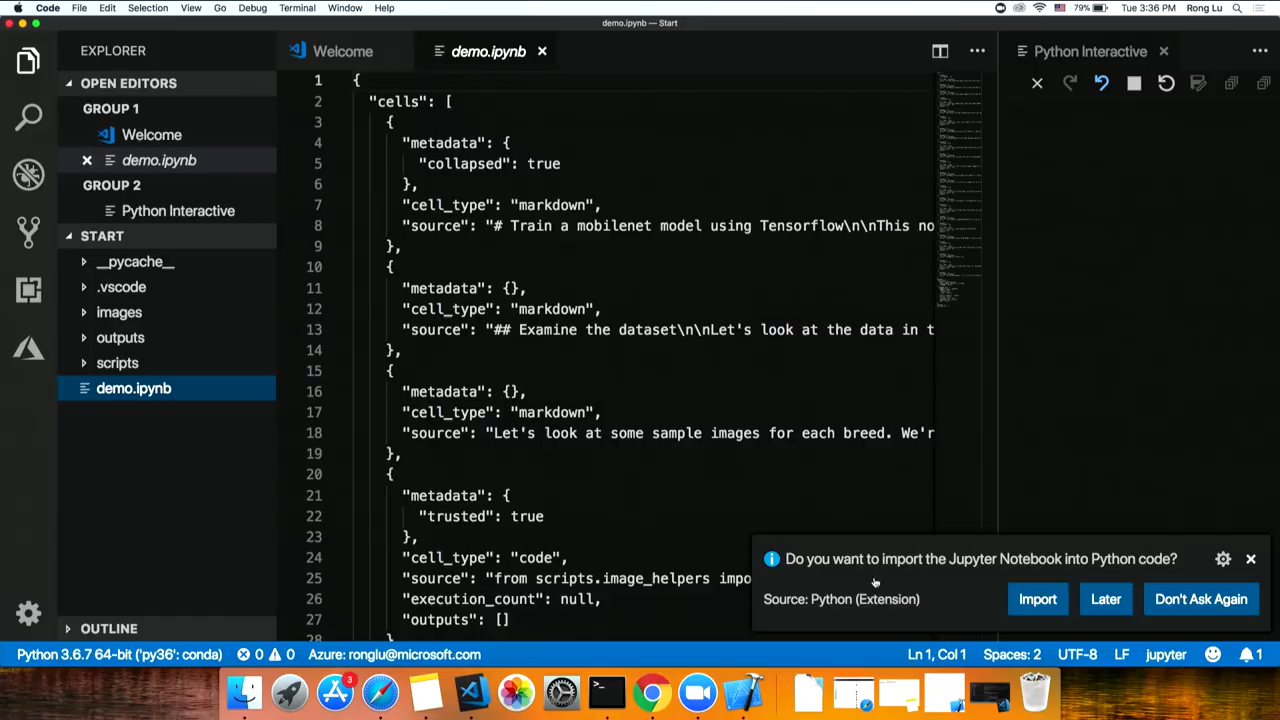 Code File Edit Selection View Go Debug Terminal Window Help 79% Tue 3:36 PM Rong Lu
demo.ipynb — Start
EXPLORER
OPEN EDITORS
GROUP 1
Welcome
demo.ipynb
GROUP 2
Python Interactive
START
__pycache__
.vscode
images
outputs
scripts
demo.ipynb
OUTLINE
Welcome
demo.ipynb
1 {
2 "cells": [
3 {
4 "metadata": {
5 "collapsed": true
6 },
7 "cell_type": "markdown",
8 "source": "# Train a mobilenet model using Tensorflow\n\nThis no
9 },
10 {
11 "metadata": {},
12 "cell_type": "markdown",
13 "source": "## Examine the dataset\n\nLet's look at the data in t
14 },
15 {
16 "metadata": {},
17 "cell_type": "markdown",
18 "source": "Let's look at some sample images for each breed. We'r
19 },
20 {
21 "metadata": {
22 "trusted": true
23 },
24 "cell_type": "code",
25 "source": "from scripts.image_helpers impo
26 "execution_count": null,
27 "outputs": []
28 }
Python Interactive
Do you want to import the Jupyter Notebook into Python code?
Source: Python (Extension)
Import
Later
Don't Ask Again
Python 3.6.7 64-bit ('py36': conda) 0 0 Azure: ronglu@microsoft.com Ln 1, Col 1 Spaces: 2 UTF-8 LF jupyter 1
3